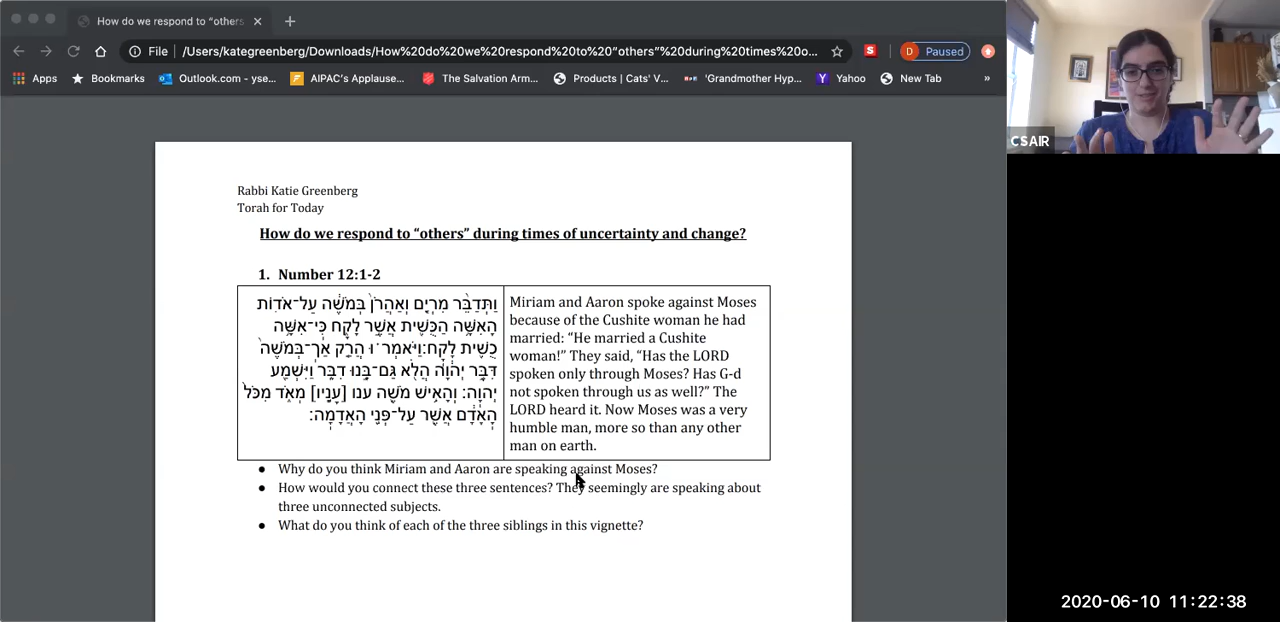 How do we respond to “others
File
/Users/kategreenberg/Downloads/How%20do%20we%20respond%20to%20“others”%20during%20times%20o...
S
D Paused
Apps
Bookmarks
Outlook.com - yse...
AIPAC's Applause...
The Salvation Arm...
Products | Cats' V...
'Grandmother Hyp...
Yahoo
New Tab
»
CSAIR
Rabbi Katie Greenberg
Torah for Today
How do we respond to “others” during times of uncertainty and change?
1. Number 12:1-2
וַתְּדַבֵּ֨ר מִרְיָ֤ם וְאַהֲרֹן֙ בְּמֹשֶׁ֔ה עַל־אֹד֛וֹת
הָאִשָּׁ֥ה הַכֻּשִׁ֖ית אֲשֶׁ֣ר לָקָ֑ח כִּֽי־אִשָּׁ֥ה
כֻשִׁ֖ית לָקָֽח׃וַיֹּאמְר֗וּ הֲרַ֤ק אַךְ־בְּמֹשֶׁה֙
דִּבֶּ֣ר יְהוָ֔ה הֲלֹ֖א גַּם־בָּ֣נוּ דִבֵּ֑ר וַיִּשְׁמַ֖ע
יְהוָֽה׃ וְהָאִ֥ישׁ מֹשֶׁ֖ה ענו [עָנָ֣יו] מְאֹ֑ד מִכֹּל֙
הָֽאָדָ֔ם אֲשֶׁ֖ר עַל־פְּנֵ֥י הָאֲדָמָֽה׃
Miriam and Aaron spoke against Moses
because of the Cushite woman he had
married: “He married a Cushite
woman!” They said, “Has the LORD
spoken only through Moses? Has G-d
not spoken through us as well?” The
LORD heard it. Now Moses was a very
humble man, more so than any other
man on earth.
● Why do you think Miriam and Aaron are speaking against Moses?
● How would you connect these three sentences? They seemingly are speaking about
three unconnected subjects.
● What do you think of each of the three siblings in this vignette?
2020-06-10 11:22:38